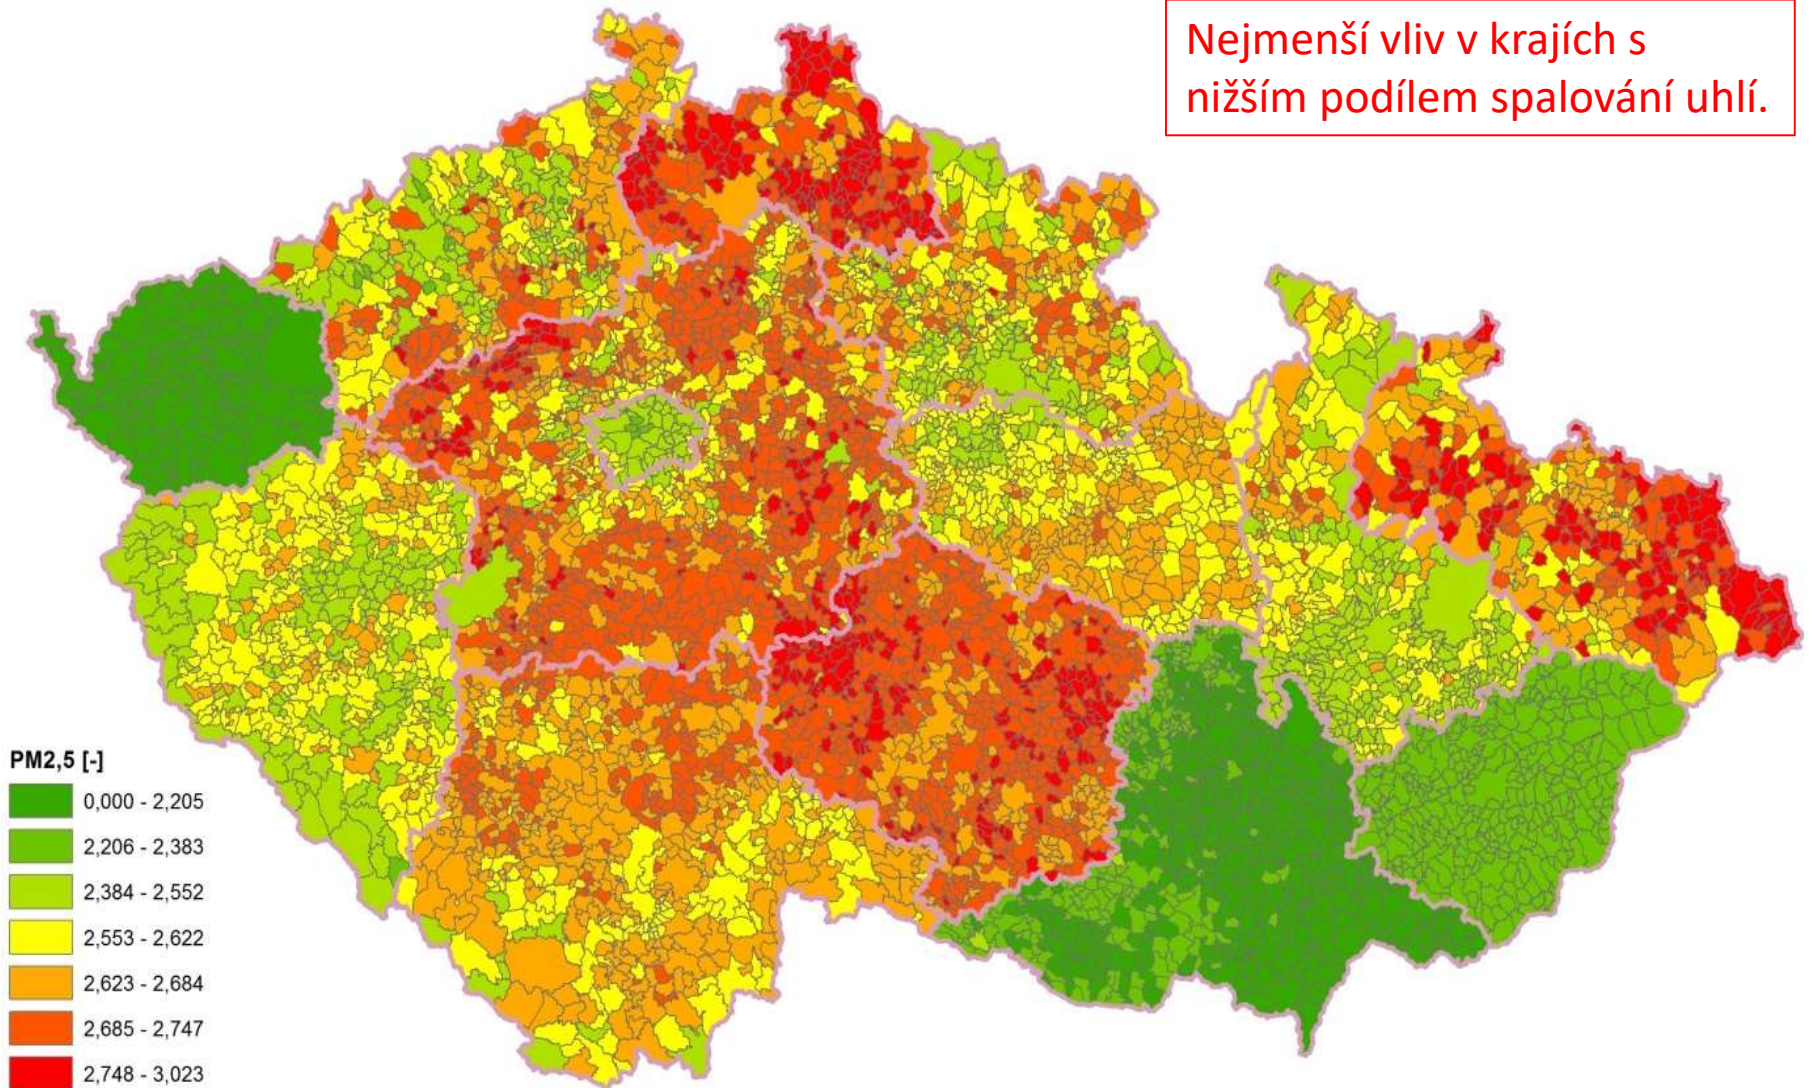 Nejmenší vliv v krajích s
nižším podílem spalování uhlí.
PM2,5 [-]
0,000 - 2,205
2,206 - 2,383
2,384 - 2,552
2,553 - 2,622
2,623 - 2,684
2,685 - 2,747
2,748 - 3,023